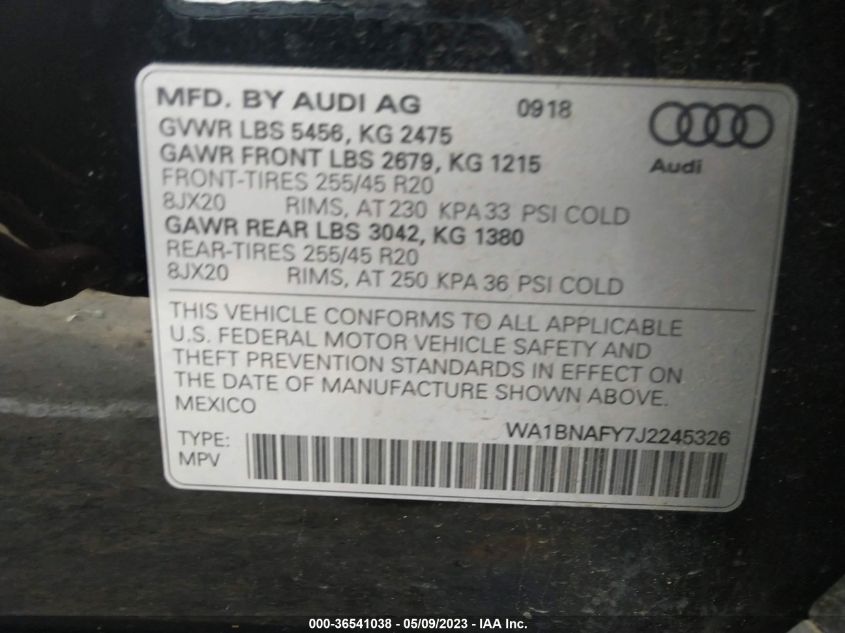 MFD. BY AUDI AG 0918
GVWR LBS 5456, KG 2475
GAWR FRONT LBS 2679, KG 1215
Audi
FRONT-TIRES 255/45 R20
8JX20 RIMS, AT 230 KPA 33 PSI COLD
GAWR REAR LBS 3042, KG 1380
REAR-TIRES 255/45 R20
8JX20 RIMS, AT 250 KPA 36 PSI COLD
THIS VEHICLE CONFORMS TO ALL APPLICABLE
U.S. FEDERAL MOTOR VEHICLE SAFETY AND
THEFT PREVENTION STANDARDS IN EFFECT ON
THE DATE OF MANUFACTURE SHOWN ABOVE.
MEXICO
WA1BNAFY7J2245326
TYPE:
MPV
000-36541038 - 05/09/2023 - IAA Inc.